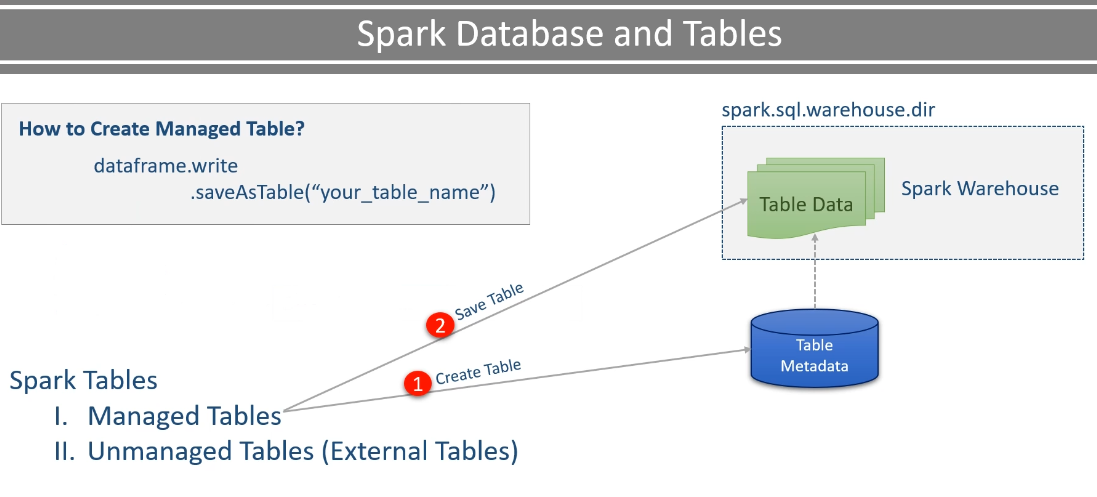 Spark Database and Tables
How to Create Managed Table?
dataframe.write
.saveAsTable(“your_table_name”)
spark.sql.warehouse.dir
Table Data
Spark Warehouse
2 Save Table
1 Create Table
Table
Metadata
Spark Tables
I. Managed Tables
II. Unmanaged Tables (External Tables)